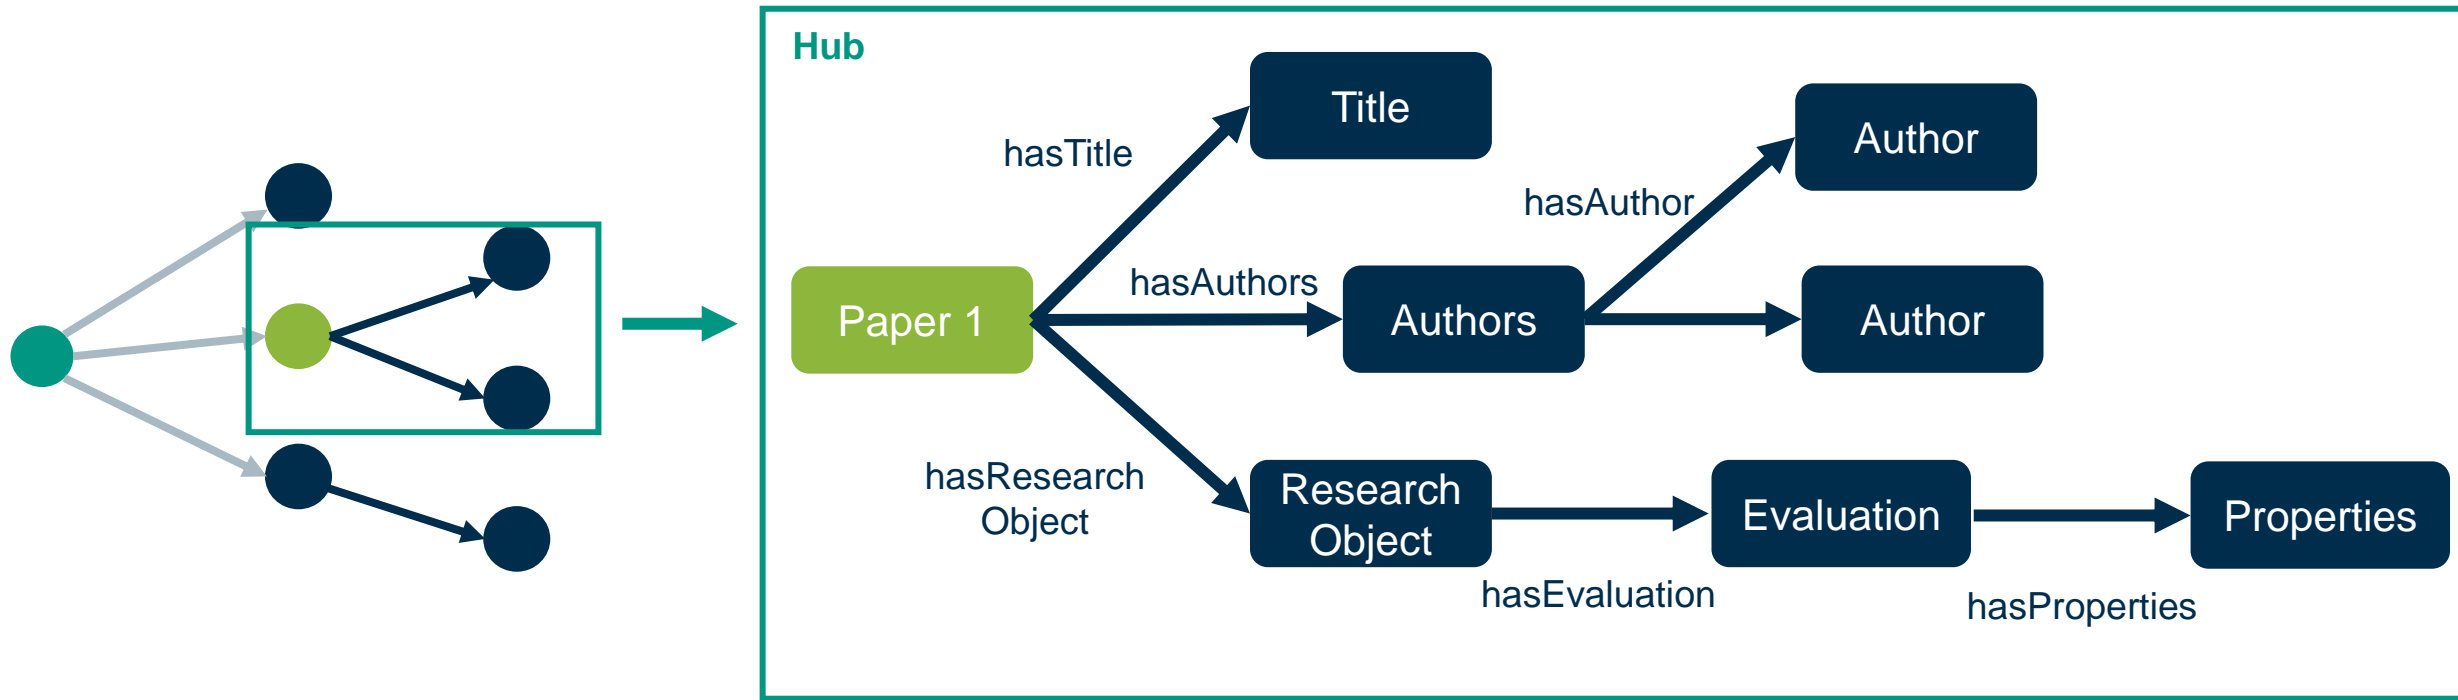 Hub
Title
hasTitle
Author
hasAuthor
hasAuthors
Paper 1
Authors
Author
hasResearch
Object
Research
Object
Evaluation
Properties
hasEvaluation
hasProperties